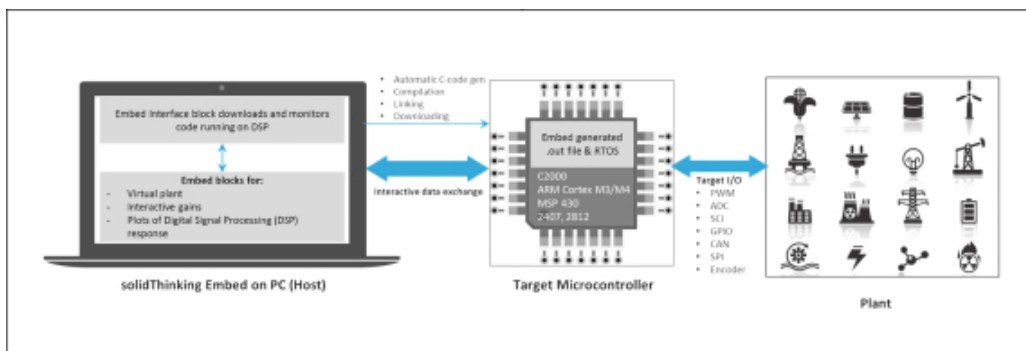 Embed Interface block downloads and monitors
code running on DSP
Embed blocks for:
- Virtual plant
- Interactive gains
- Plots of Digital Signal Processing (DSP)
response
solidThinking Embed on PC (Host)
• Automatic C-code gen
• Compilation
• Linking
• Downloading
Interactive data exchange
Embed generated
.out file & RTOS
C2000
ARM Cortex M3/M4
MSP 430
2407, 2812
Target Microcontroller
Target I/O
• PWM
• ADC
• SCI
• GPIO
• CAN
• SPI
• Encoder
Plant